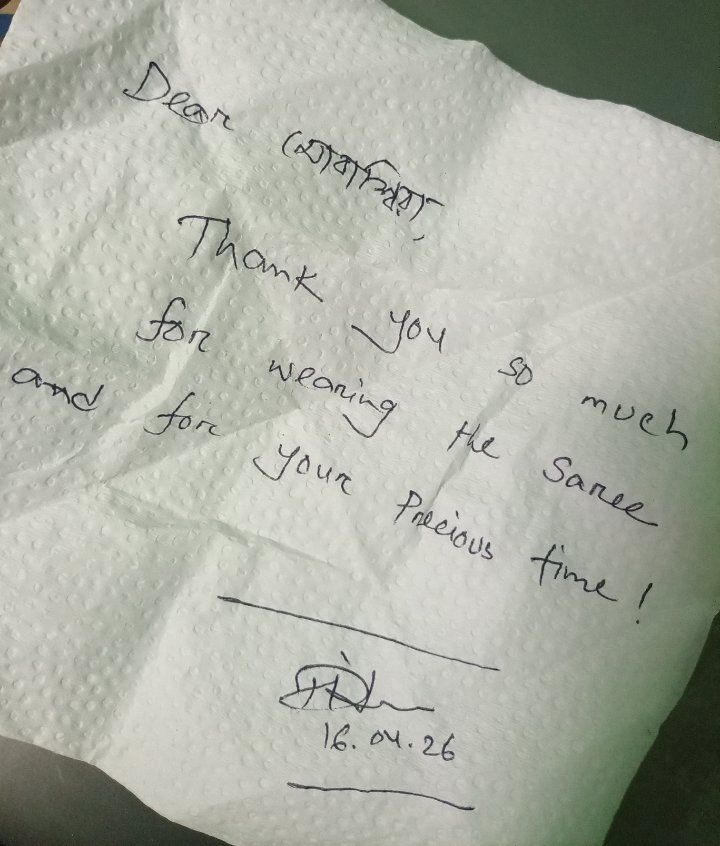 Dear মোবাশ্বিরা,
Thank you so much
for wearing the saree
and for your Precious time!
16.04.26